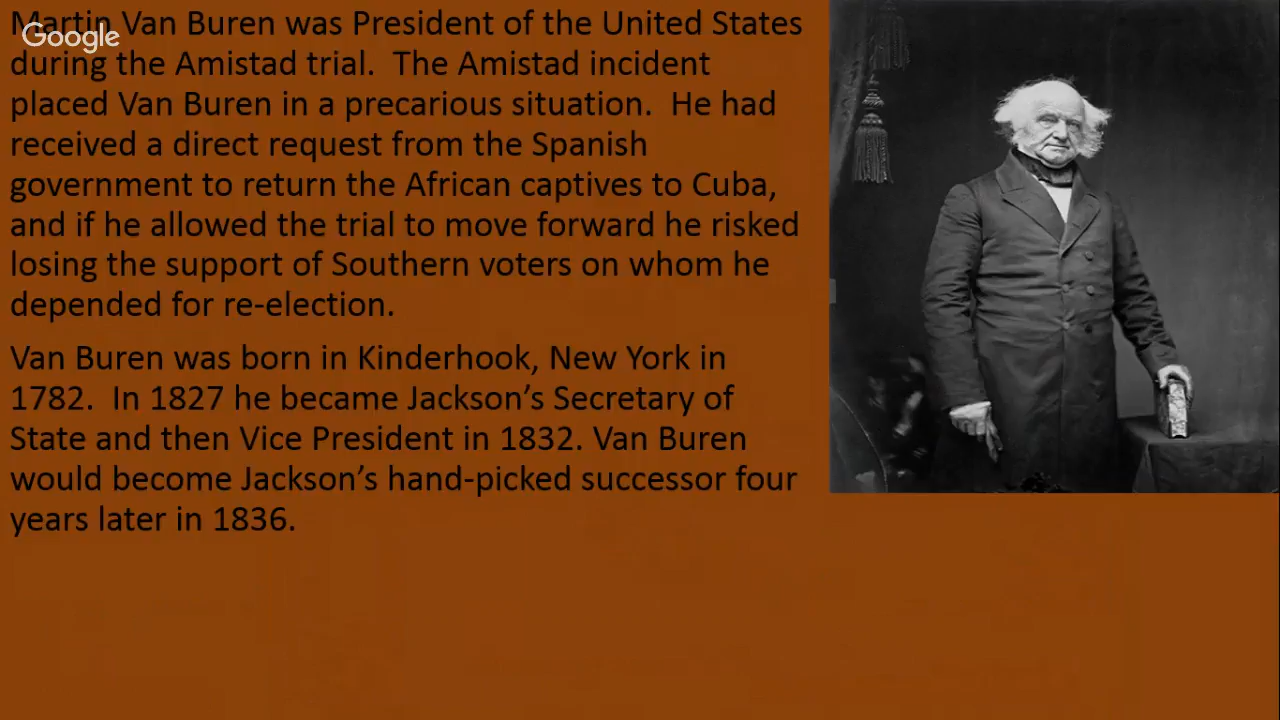 Google
Martin Van Buren was President of the United States
during the Amistad trial.  The Amistad incident
placed Van Buren in a precarious situation.  He had
received a direct request from the Spanish
government to return the African captives to Cuba,
and if he allowed the trial to move forward he risked
losing the support of Southern voters on whom he
depended for re-election.
Van Buren was born in Kinderhook, New York in
1782.  In 1827 he became Jackson’s Secretary of
State and then Vice President in 1832. Van Buren
would become Jackson’s hand-picked successor four
years later in 1836.